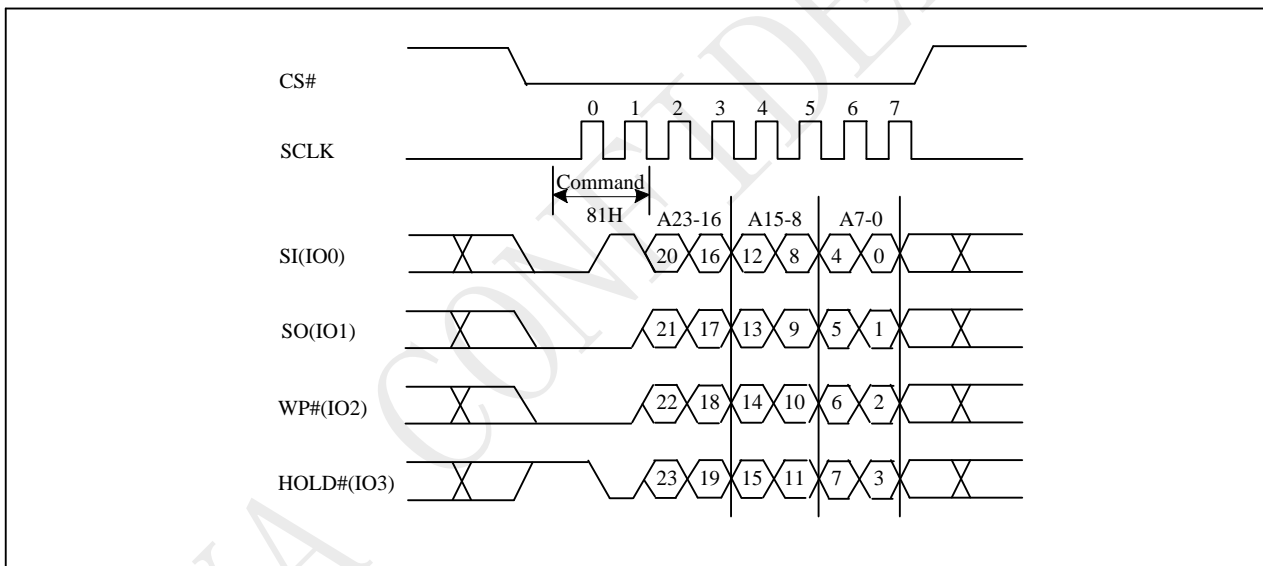 CS#
0 1 2 3 4 5 6 7
SCLK
Command
81H
A23-16 A15-8 A7-0
SI(IO0) 20 16 12 8 4 0
SO(IO1) 21 17 13 9 5 1
WP#(IO2) 22 18 14 10 6 2
HOLD#(IO3) 23 19 15 11 7 3